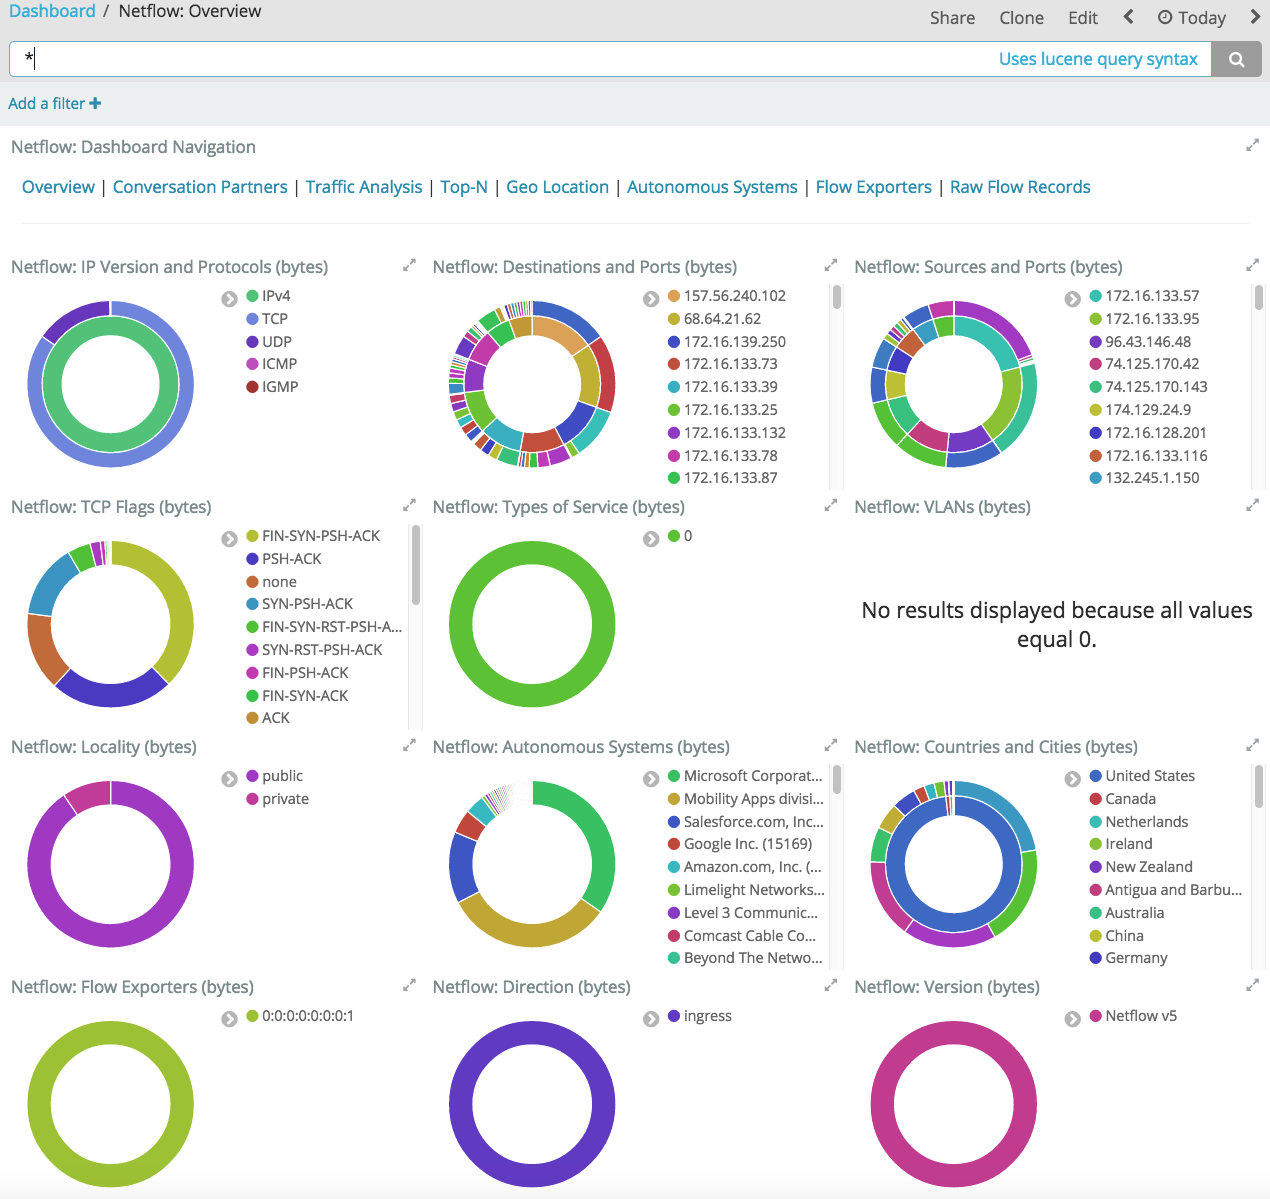 Dashboard / Netflow: Overview
Share Clone Edit Today
*
Uses lucene query syntax
Add a filter
Netflow: Dashboard Navigation
Overview | Conversation Partners | Traffic Analysis | Top-N | Geo Location | Autonomous Systems | Flow Exporters | Raw Flow Records
Netflow: IP Version and Protocols (bytes)
IPv4
TCP
UDP
ICMP
IGMP
Netflow: Destinations and Ports (bytes)
157.56.240.102
68.64.21.62
172.16.139.250
172.16.133.73
172.16.133.39
172.16.133.25
172.16.133.132
172.16.133.78
172.16.133.87
Netflow: Sources and Ports (bytes)
172.16.133.57
172.16.133.95
96.43.146.48
74.125.170.42
74.125.170.143
174.129.24.9
172.16.128.201
172.16.133.116
132.245.1.150
Netflow: TCP Flags (bytes)
FIN-SYN-PSH-ACK
PSH-ACK
none
SYN-PSH-ACK
FIN-SYN-RST-PSH-A...
SYN-RST-PSH-ACK
FIN-PSH-ACK
FIN-SYN-ACK
ACK
Netflow: Types of Service (bytes)
0
Netflow: VLANs (bytes)
No results displayed because all values
equal 0.
Netflow: Locality (bytes)
public
private
Netflow: Autonomous Systems (bytes)
Microsoft Corporat...
Mobility Apps divisi...
Salesforce.com, Inc...
Google Inc. (15169)
Amazon.com, Inc. (...
Limelight Networks...
Level 3 Communic...
Comcast Cable Co...
Beyond The Netwo...
Netflow: Countries and Cities (bytes)
United States
Canada
Netherlands
Ireland
New Zealand
Antigua and Barbu...
Australia
China
Germany
Netflow: Flow Exporters (bytes)
0:0:0:0:0:0:0:1
Netflow: Direction (bytes)
ingress
Netflow: Version (bytes)
Netflow v5